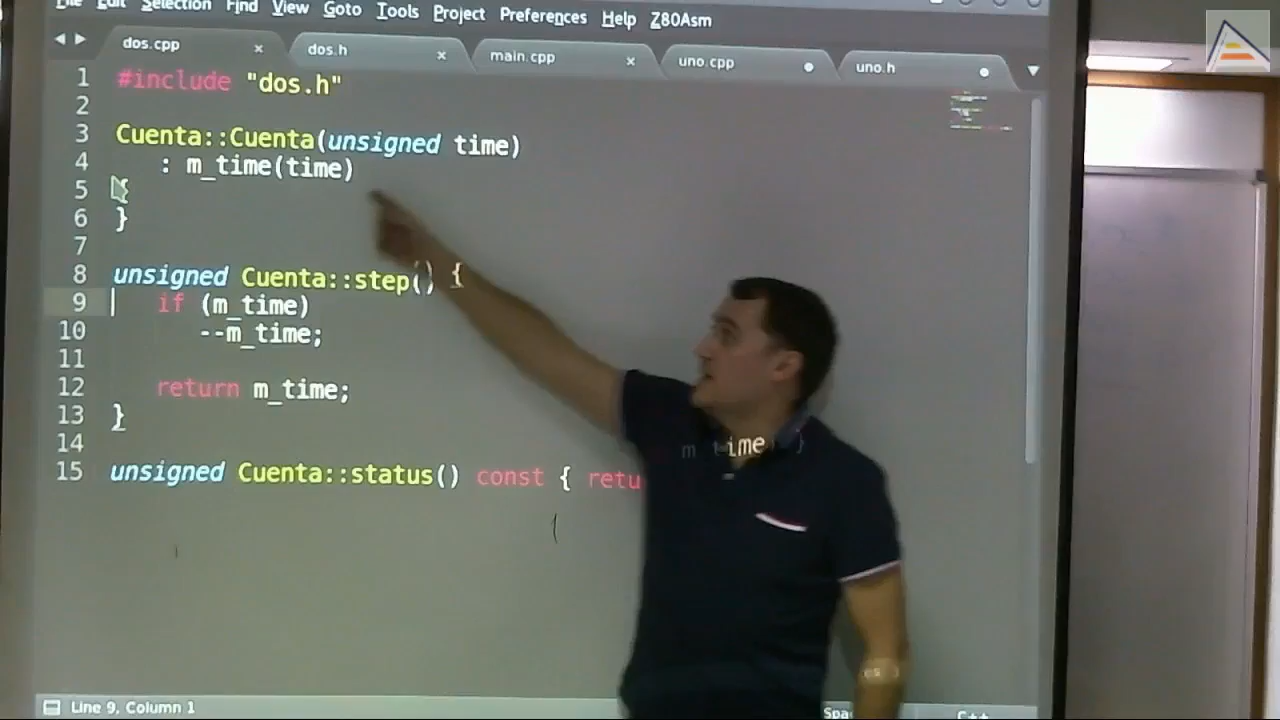 Edit Selection Find View Goto Tools Project Preferences Help Z80Asm
dos.cpp × dos.h × main.cpp × uno.cpp uno.h
1 #include "dos.h"
2
3 Cuenta::Cuenta(unsigned time)
4 : m_time(time)
5 {
6 }
7
8 unsigned Cuenta::step() {
9 if (m_time)
10 --m_time;
11
12 return m_time;
13 }
14
15 unsigned Cuenta::status() const { retu m_time; }
Line 9, Column 1 Spa C++